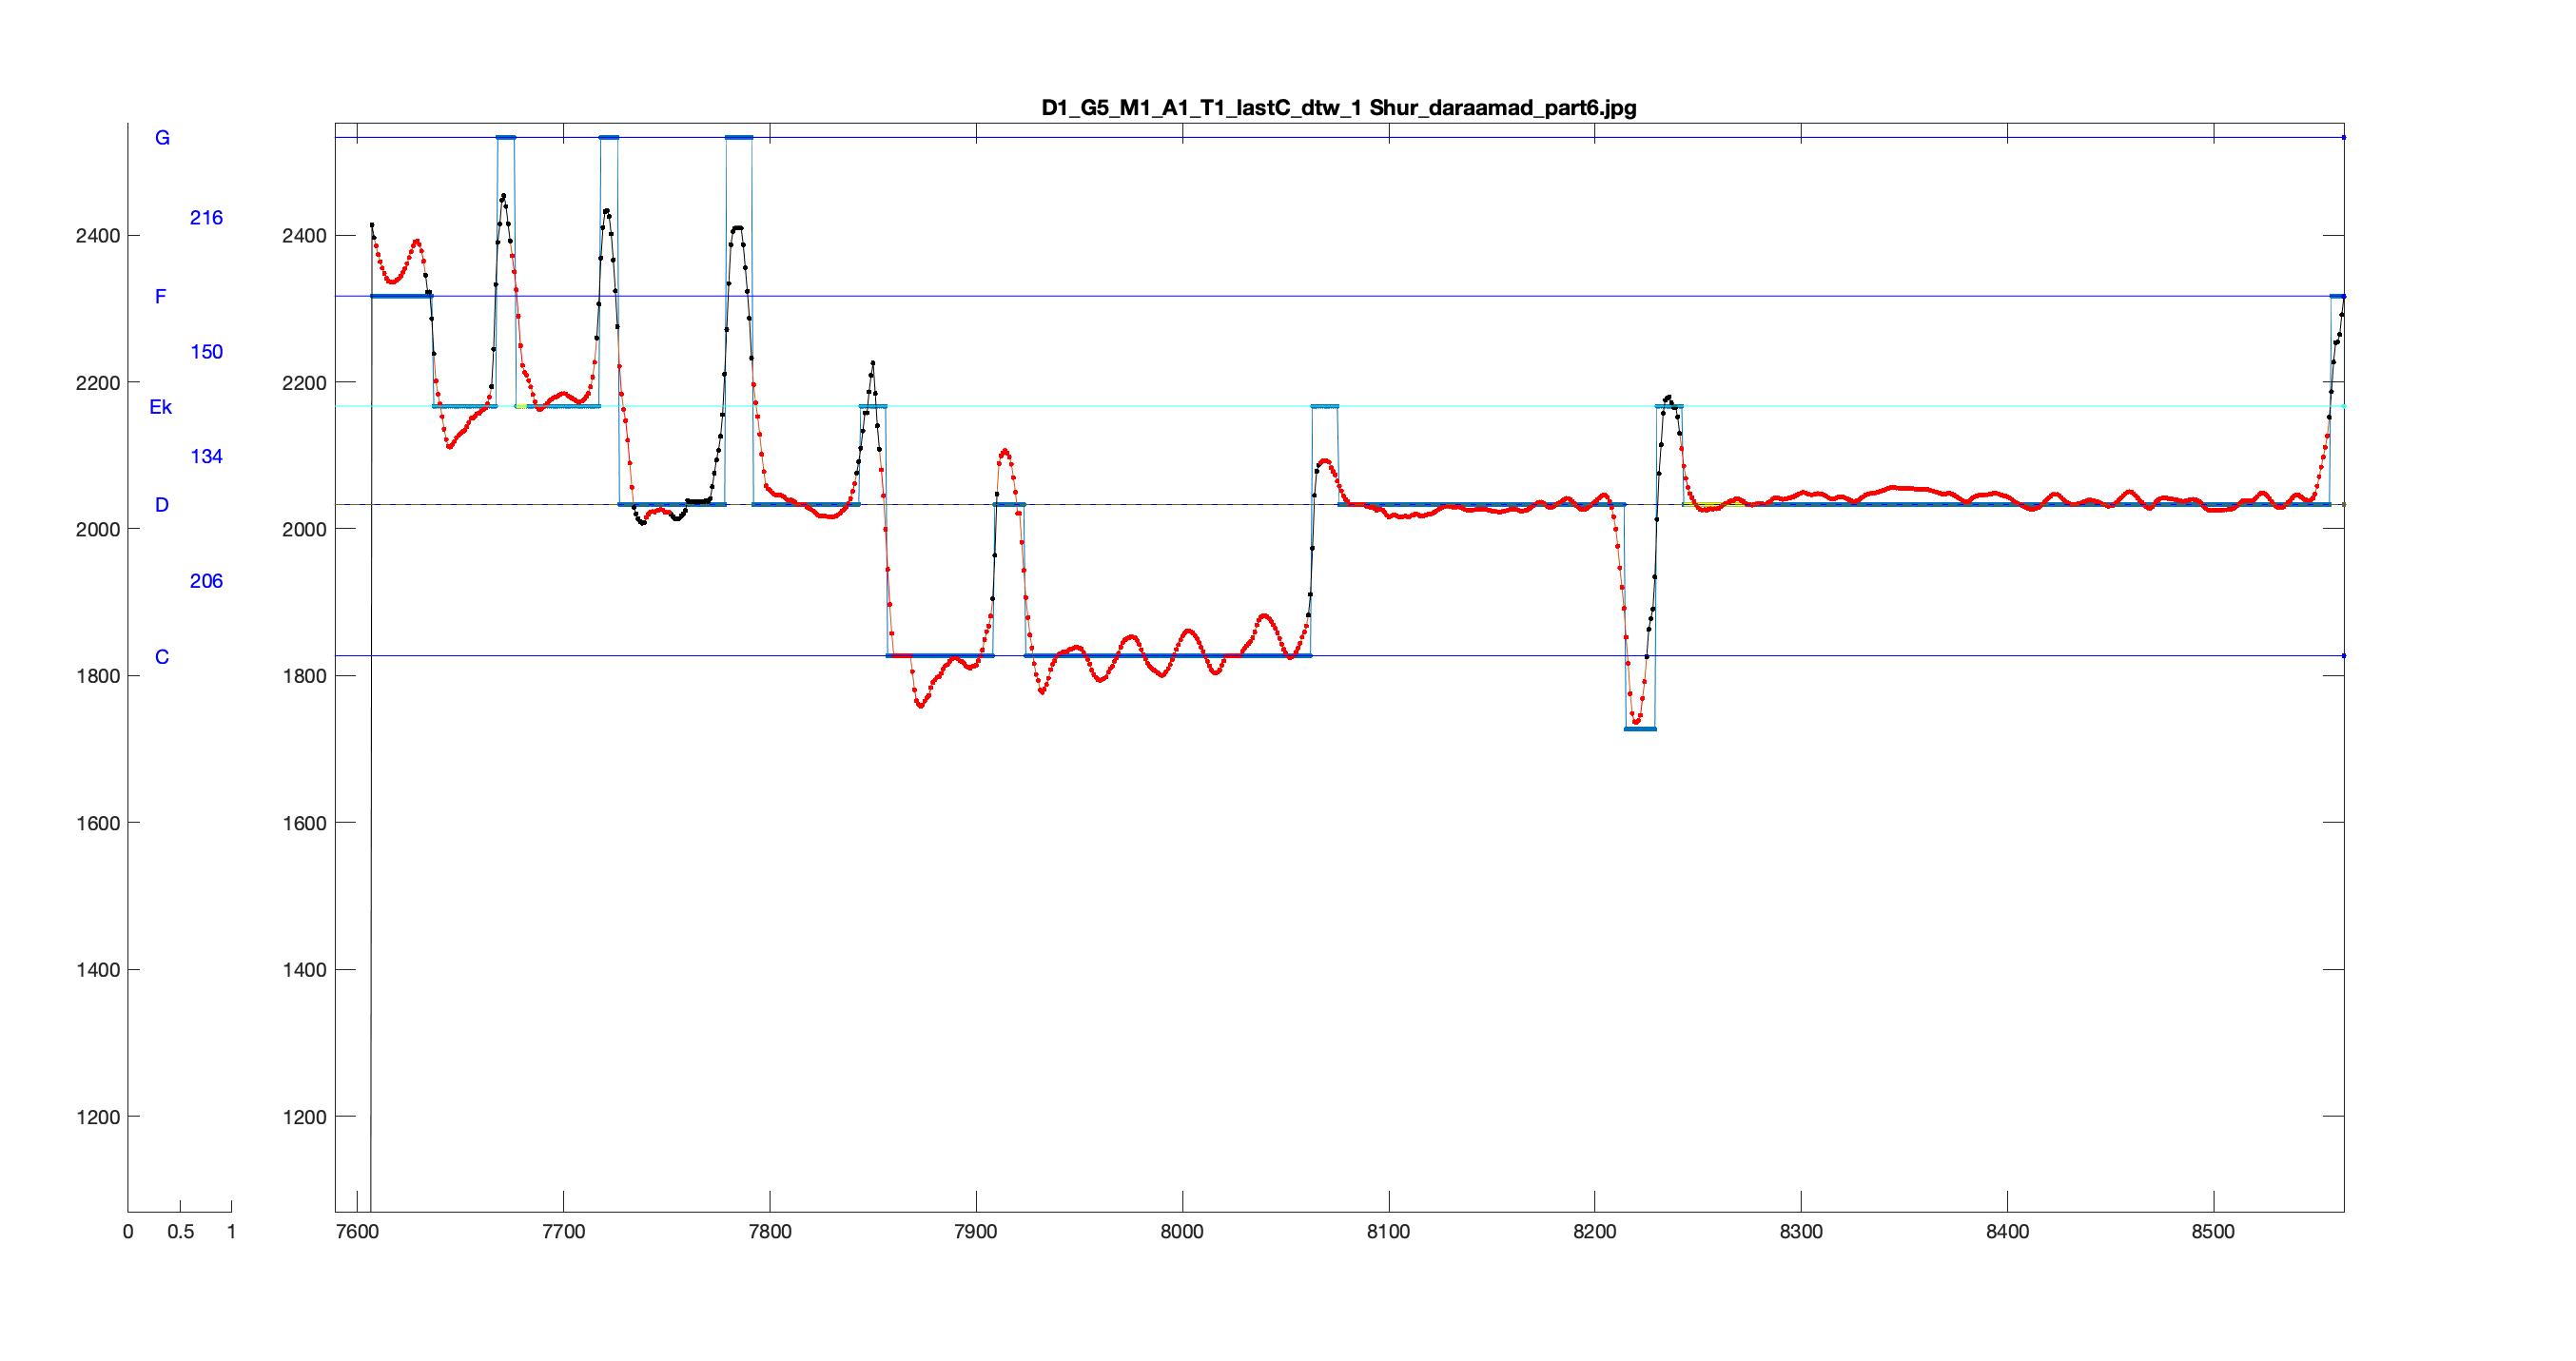 D1_G5_M1_A1_T1_lastC_dtw_1 Shur_daraamad_part6.jpg
G
216
2400 2400
F
150
2200 2200
Ek
134
D
2000 2000
206
C
1800 1800
1600 1600
1400 1400
1200 1200
0 0.5 1 7600 7700 7800 7900 8000 8100 8200 8300 8400 8500